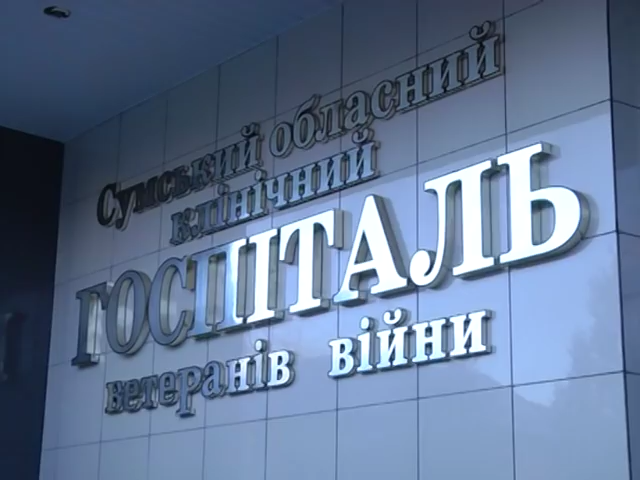 Сумський обласний
клінічний
ГОСПІТАЛЬ
ветеранів війни